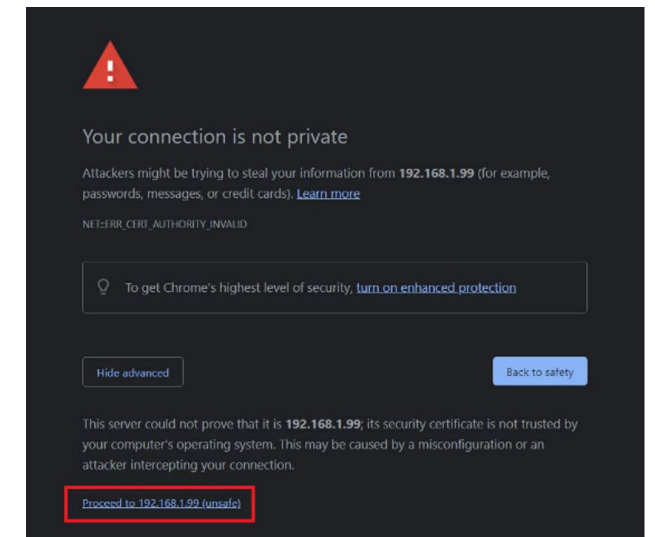 Your connection is not private
Attackers might be trying to steal your information from 192.168.1.99 (for example,
passwords, messages, or credit cards). Learn more
NET::ERR_CERT_AUTHORITY_INVALID
To get Chrome's highest level of security, turn on enhanced protection
Hide advanced
Back to safety
This server could not prove that it is 192.168.1.99; its security certificate is not trusted by
your computer's operating system. This may be caused by a misconfiguration or an
attacker intercepting your connection.
Proceed to 192.168.1.99 (unsafe)